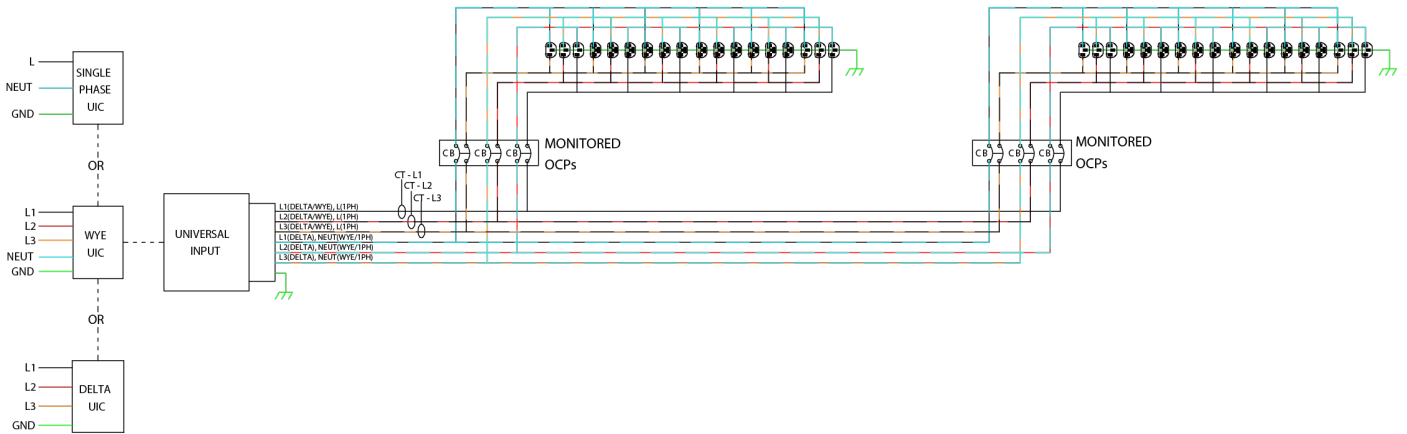 L
NEUT
GND
SINGLE
PHASE
UIC
OR
L1
L2
L3
NEUT
GND
WYE
UIC
OR
L1
L2
L3
GND
DELTA
UIC
UNIVERSAL
INPUT
L1(DELTA/WYE), L(1PH)
L2(DELTA/WYE), L(1PH)
L3(DELTA/WYE), L(1PH)
L1(DELTA), NEUT(WYE/1PH)
L2(DELTA), NEUT(WYE/1PH)
L3(DELTA), NEUT(WYE/1PH)
CT - L1
CT - L2
CT - L3
CB
CB
CB
MONITORED
OCPs
CB
CB
CB
MONITORED
OCPs